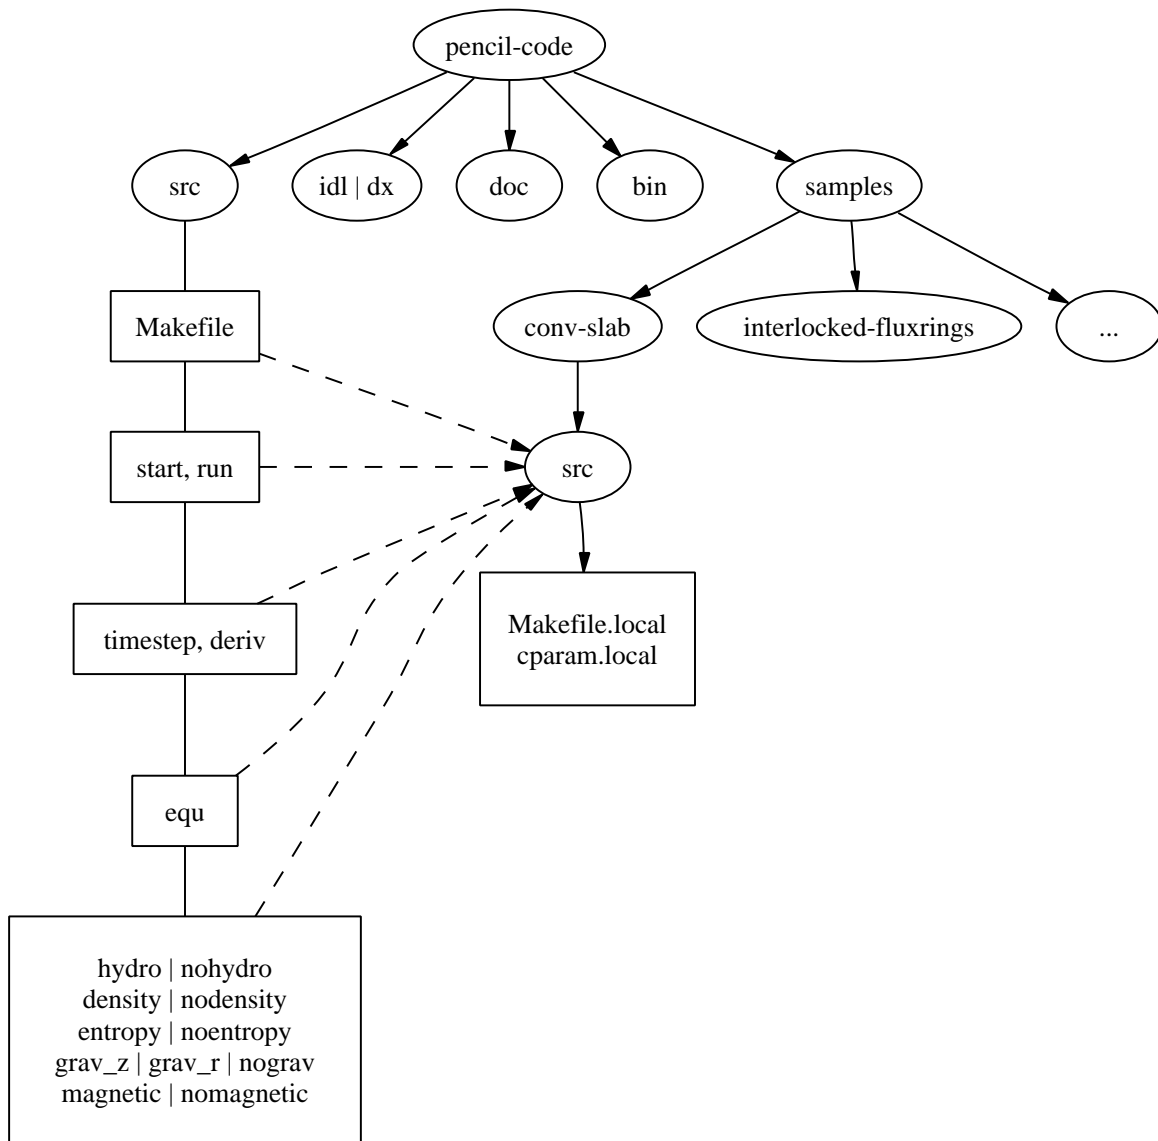 pencil-code
src
idl | dx
doc
bin
samples
Makefile
conv-slab
interlocked-fluxrings
...
start, run
src
timestep, deriv
Makefile.local
cparam.local
equ
hydro | nohydro
density | nodensity
entropy | noentropy
grav_z | grav_r | nograv
magnetic | nomagnetic